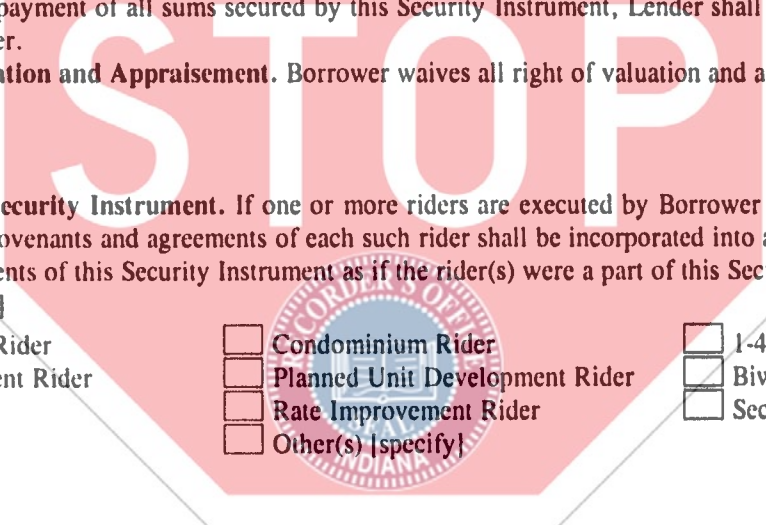 payment of all sums secured by this Security Instrument, Lender shall
er.
ation and Appraisement. Borrower waives all right of valuation and a
STOP
ecurity Instrument. If one or more riders are executed by Borrower
ovenants and agreements of each such rider shall be incorporated into a
ents of this Security Instrument as if the rider(s) were a part of this Sec
]
Rider Condominium Rider 1-4
ent Rider Planned Unit Development Rider Biw
Rate Improvement Rider Sec
Other(s) [specify]
RECORDER'S OFFICE
SEAL
INDIANA